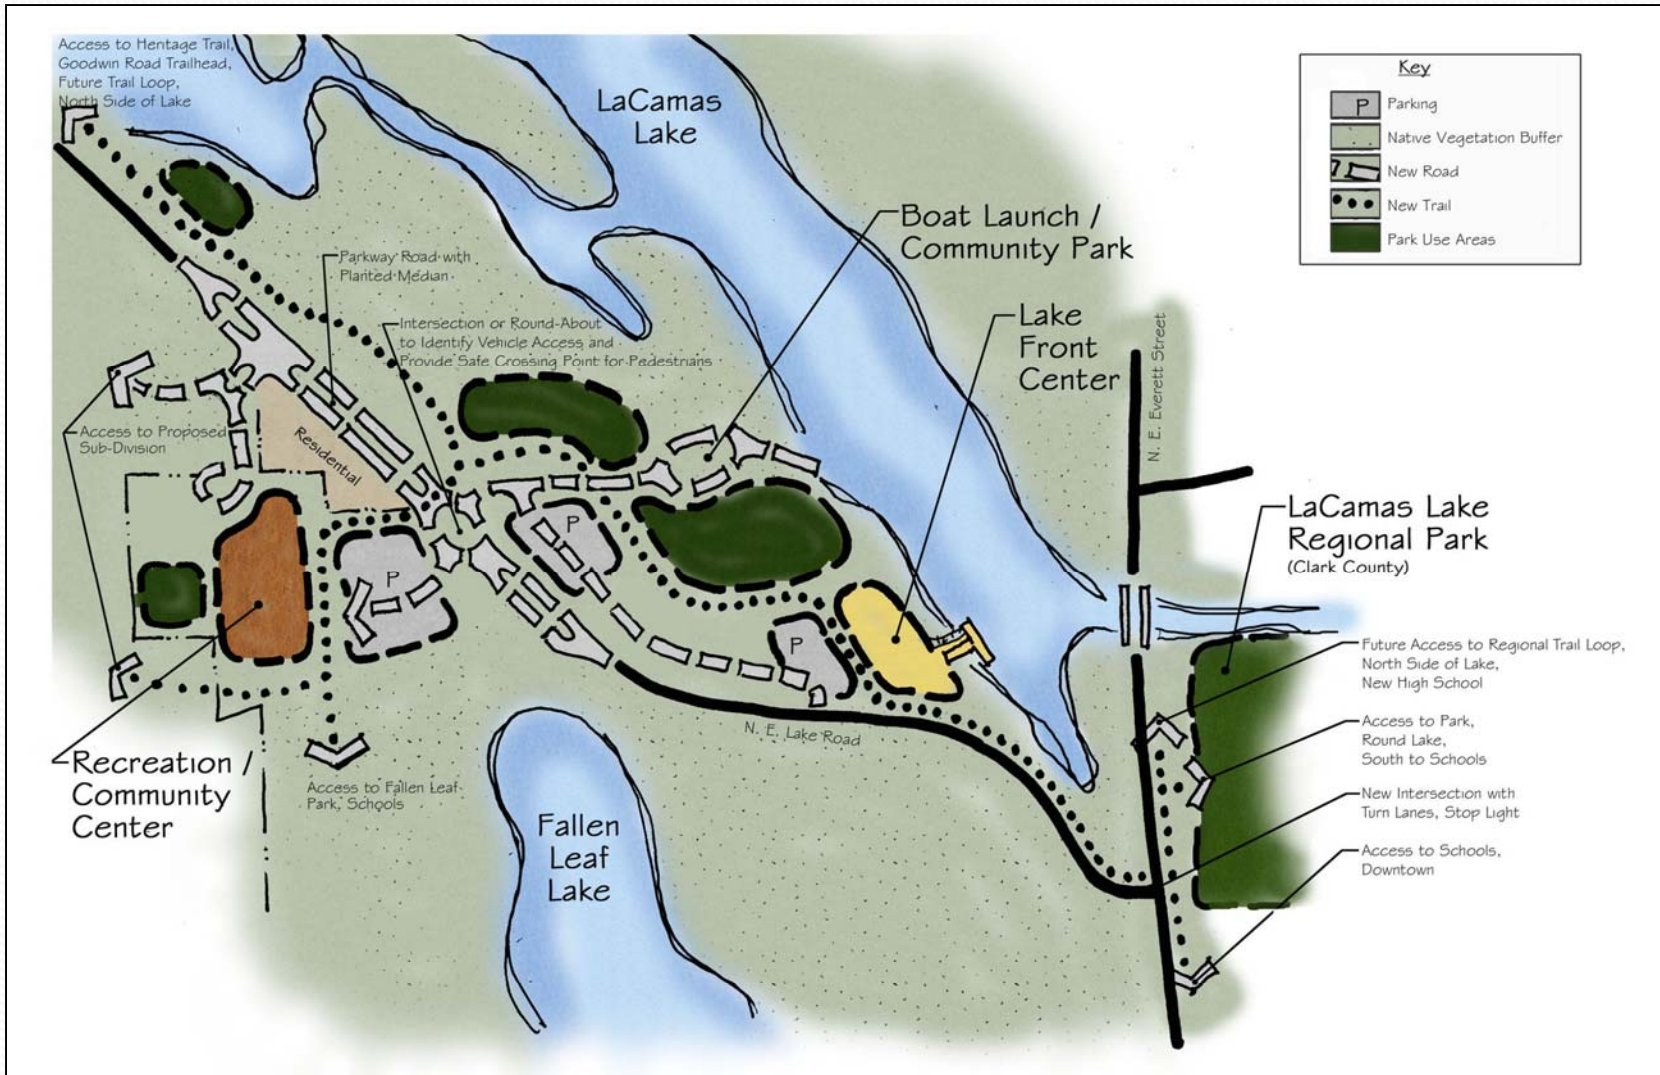 Access to Hentage Trail,
Goodwin Road Trailhead,
Future Trail Loop,
North Side of Lake
LaCamas
Lake
Key
P
Parking
Native Vegetation Buffer
New Road
New Trail
Park Use Areas
Boat Launch /
Community Park
Parkway Road with
Planted Median
Intersection or Round-About
to Identify Vehicle Access and
Provide Safe Crossing Point for Pedestrians
Lake
Front
Center
N. E. Everett Street
Access to Proposed
Sub-Division
Residential
P
P
P
LaCamas Lake
Regional Park
(Clark County)
Future Access to Regional Trail Loop,
North Side of Lake,
New High School
Access to Park,
Round Lake,
South to Schools
New Intersection with
Turn Lanes, Stop Light
Access to Schools,
Downtown
N. E. Lake Road
Recreation /
Community
Center
Access to Fallen Leaf
Park, Schools
Fallen
Leaf
Lake